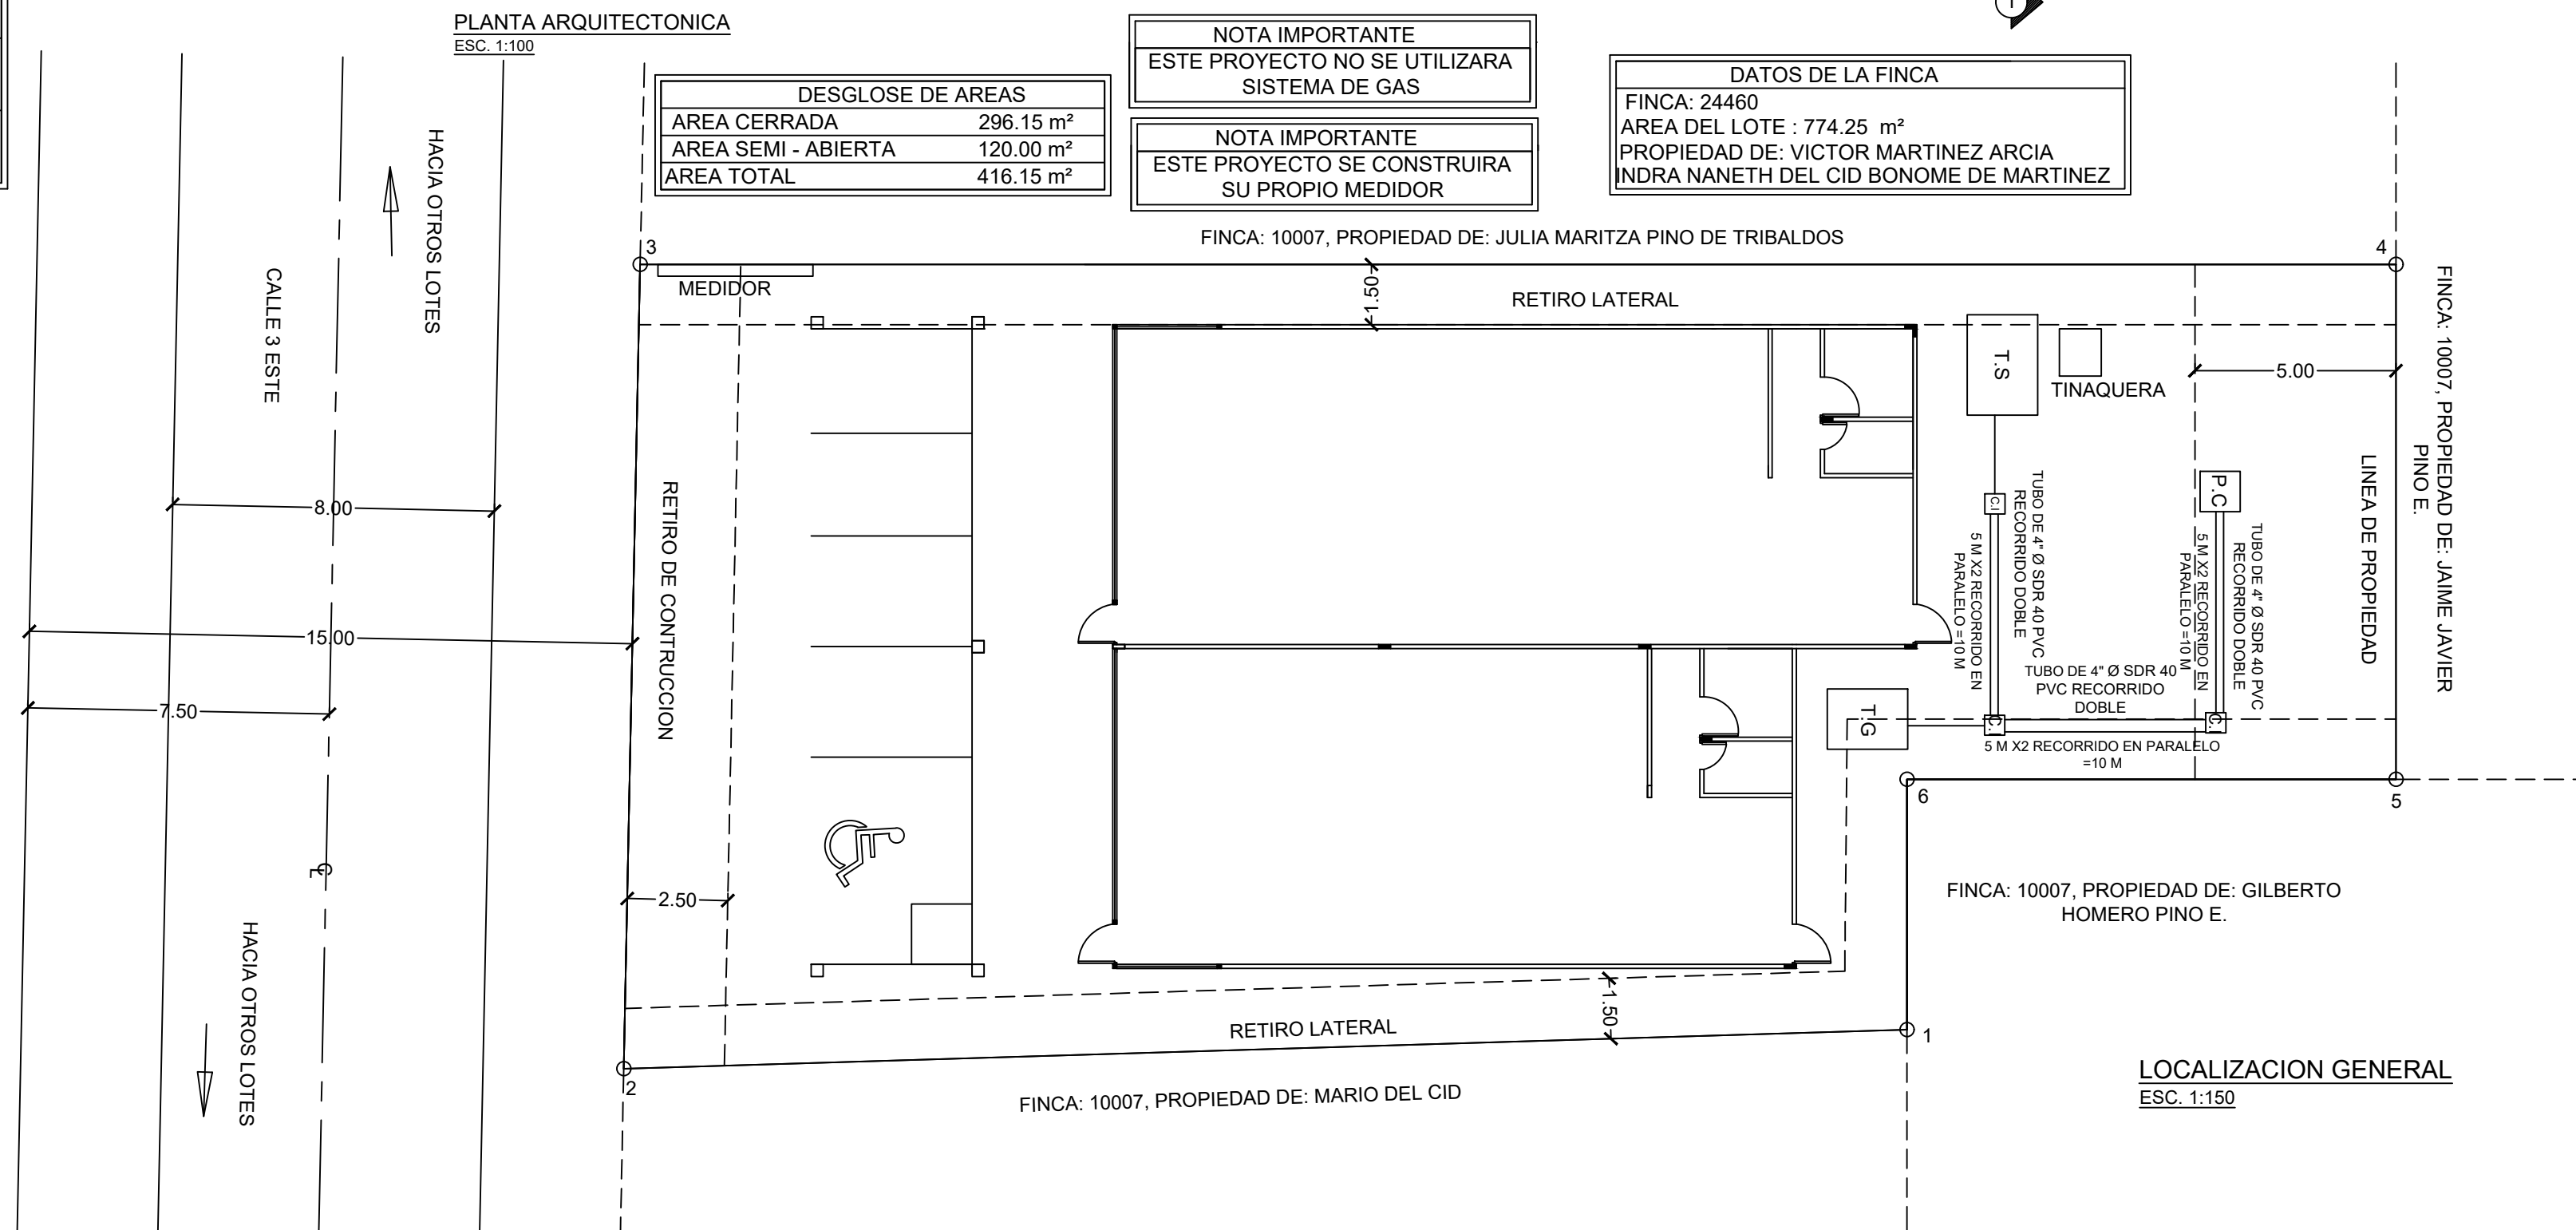 PLANTA ARQUITECTONICA
ESC. 1:100
DESGLOSE DE AREAS
AREA CERRADA 296.15 m²
AREA SEMI - ABIERTA 120.00 m²
AREA TOTAL 416.15 m²
NOTA IMPORTANTE
ESTE PROYECTO NO SE UTILIZARA
SISTEMA DE GAS
NOTA IMPORTANTE
ESTE PROYECTO SE CONSTRUIRA
SU PROPIO MEDIDOR
DATOS DE LA FINCA
FINCA: 24460
AREA DEL LOTE : 774.25 m²
PROPIEDAD DE: VICTOR MARTINEZ ARCIA
INDRA NANETH DEL CID BONOME DE MARTINEZ
1
HACIA OTROS LOTES
CALLE 3 ESTE
8.00
15.00
7.50
CL
HACIA OTROS LOTES
FINCA: 10007, PROPIEDAD DE: JULIA MARITZA PINO DE TRIBALDOS
3
4
MEDIDOR
1.50
RETIRO LATERAL
RETIRO DE CONTRUCCION
2.50
T.S
TINAQUERA
5.00
FINCA: 10007, PROPIEDAD DE: JAIME JAVIER
PINO E.
LINEA DE PROPIEDAD
P.C
C.I
TUBO DE 4" Ø SDR 40 PVC
RECORRIDO DOBLE
5 M X2 RECORRIDO EN
PARALELO =10 M
TUBO DE 4" Ø SDR 40 PVC
RECORRIDO DOBLE
5 M X2 RECORRIDO EN
PARALELO =10 M
TUBO DE 4" Ø SDR 40
PVC RECORRIDO
DOBLE
T.G
C.I
C.I
5 M X2 RECORRIDO EN PARALELO
=10 M
6
5
FINCA: 10007, PROPIEDAD DE: GILBERTO
HOMERO PINO E.
1.50
RETIRO LATERAL
1
2
FINCA: 10007, PROPIEDAD DE: MARIO DEL CID
LOCALIZACION GENERAL
ESC. 1:150